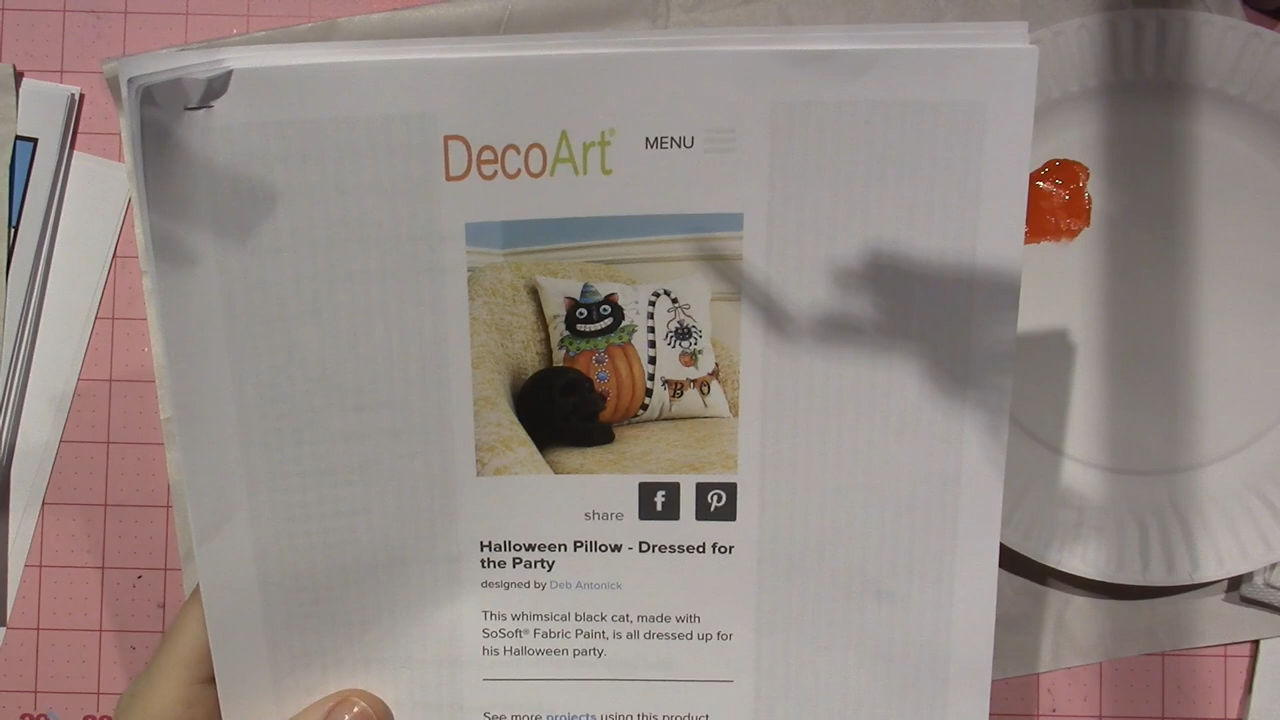 DecoArt®
MENU
BOO
f
share
Halloween Pillow - Dressed for
the Party
designed by Deb Antonick
This whimsical black cat, made with
SoSoft® Fabric Paint, is all dressed up for
his Halloween party.
See more projects using this product